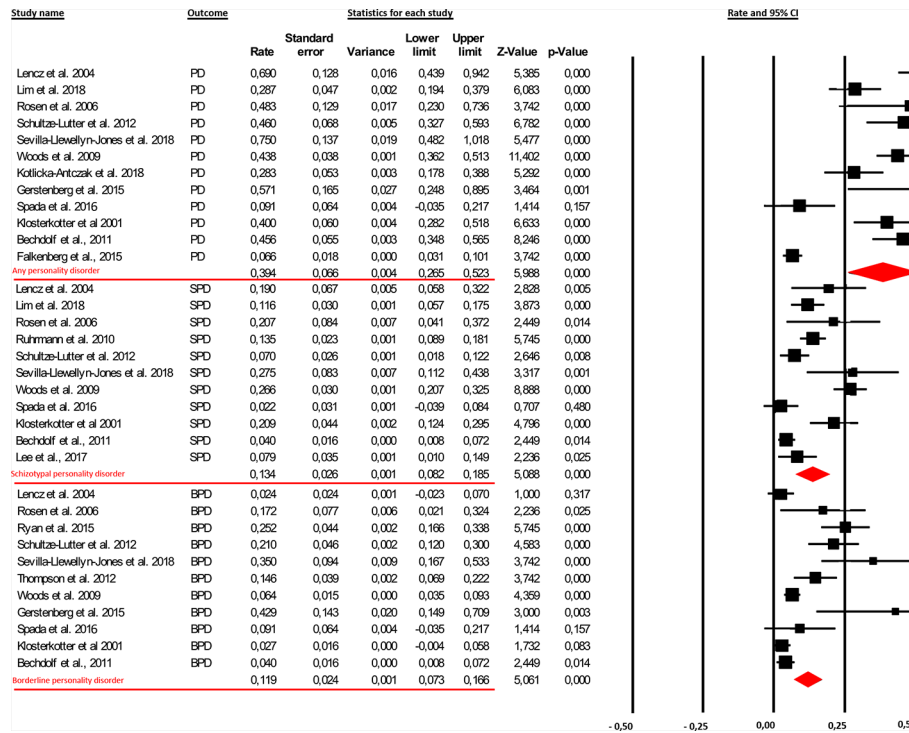 Study name Outcome Statistics for each study Rate and 95% CI
Rate Standard error Variance Lower limit Upper limit Z-Value p-Value
Lencz et al. 2004 PD 0,690 0,128 0,016 0,439 0,942 5,385 0,000
Lim et al. 2018 PD 0,287 0,047 0,002 0,194 0,379 6,083 0,000
Rosen et al. 2006 PD 0,483 0,129 0,017 0,230 0,736 3,742 0,000
Schultze-Lutter et al. 2012 PD 0,460 0,068 0,005 0,327 0,593 6,782 0,000
Sevilla-Llewellyn-Jones et al. 2018 PD 0,750 0,137 0,019 0,482 1,018 5,477 0,000
Woods et al. 2009 PD 0,438 0,038 0,001 0,362 0,513 11,402 0,000
Kotlicka-Antczak et al. 2018 PD 0,283 0,053 0,003 0,178 0,388 5,292 0,000
Gerstenberg et al. 2015 PD 0,571 0,165 0,027 0,248 0,895 3,464 0,001
Spada et al. 2016 PD 0,091 0,064 0,004 -0,035 0,217 1,414 0,157
Klosterkotter et al 2001 PD 0,400 0,060 0,004 0,282 0,518 6,633 0,000
Bechdolf et al., 2011 PD 0,456 0,055 0,003 0,348 0,565 8,246 0,000
Falkenberg et al., 2015 PD 0,066 0,018 0,000 0,031 0,101 3,742 0,000
Any personality disorder 0,394 0,066 0,004 0,265 0,523 5,988 0,000
Lencz et al. 2004 SPD 0,190 0,067 0,005 0,058 0,322 2,828 0,005
Lim et al. 2018 SPD 0,116 0,030 0,001 0,057 0,175 3,873 0,000
Rosen et al. 2006 SPD 0,207 0,084 0,007 0,041 0,372 2,449 0,014
Ruhrmann et al. 2010 SPD 0,135 0,023 0,001 0,089 0,181 5,745 0,000
Schultze-Lutter et al. 2012 SPD 0,070 0,026 0,001 0,018 0,122 2,646 0,008
Sevilla-Llewellyn-Jones et al. 2018 SPD 0,275 0,083 0,007 0,112 0,438 3,317 0,001
Woods et al. 2009 SPD 0,266 0,030 0,001 0,207 0,325 8,888 0,000
Spada et al. 2016 SPD 0,022 0,031 0,001 -0,039 0,084 0,707 0,480
Klosterkotter et al 2001 SPD 0,209 0,044 0,002 0,124 0,295 4,796 0,000
Bechdolf et al., 2011 SPD 0,040 0,016 0,000 0,008 0,072 2,449 0,014
Lee et al., 2017 SPD 0,079 0,035 0,001 0,010 0,149 2,236 0,025
Schizotypal personality disorder 0,134 0,026 0,001 0,082 0,185 5,088 0,000
Lencz et al. 2004 BPD 0,024 0,024 0,001 -0,023 0,070 1,000 0,317
Rosen et al. 2006 BPD 0,172 0,077 0,006 0,021 0,324 2,236 0,025
Ryan et al. 2015 BPD 0,252 0,044 0,002 0,166 0,338 5,745 0,000
Schultze-Lutter et al. 2012 BPD 0,210 0,046 0,002 0,120 0,300 4,583 0,000
Sevilla-Llewellyn-Jones et al. 2018 BPD 0,350 0,094 0,009 0,167 0,533 3,742 0,000
Thompson et al. 2012 BPD 0,146 0,039 0,002 0,069 0,222 3,742 0,000
Woods et al. 2009 BPD 0,064 0,015 0,000 0,035 0,093 4,359 0,000
Gerstenberg et al. 2015 BPD 0,429 0,143 0,020 0,149 0,709 3,000 0,003
Spada et al. 2016 BPD 0,091 0,064 0,004 -0,035 0,217 1,414 0,157
Klosterkotter et al 2001 BPD 0,027 0,016 0,000 -0,004 0,058 1,732 0,083
Bechdolf et al., 2011 BPD 0,040 0,016 0,000 0,008 0,072 2,449 0,014
Borderline personality disorder 0,119 0,024 0,001 0,073 0,166 5,061 0,000
- 0,50 - 0,25 0,00 0,25